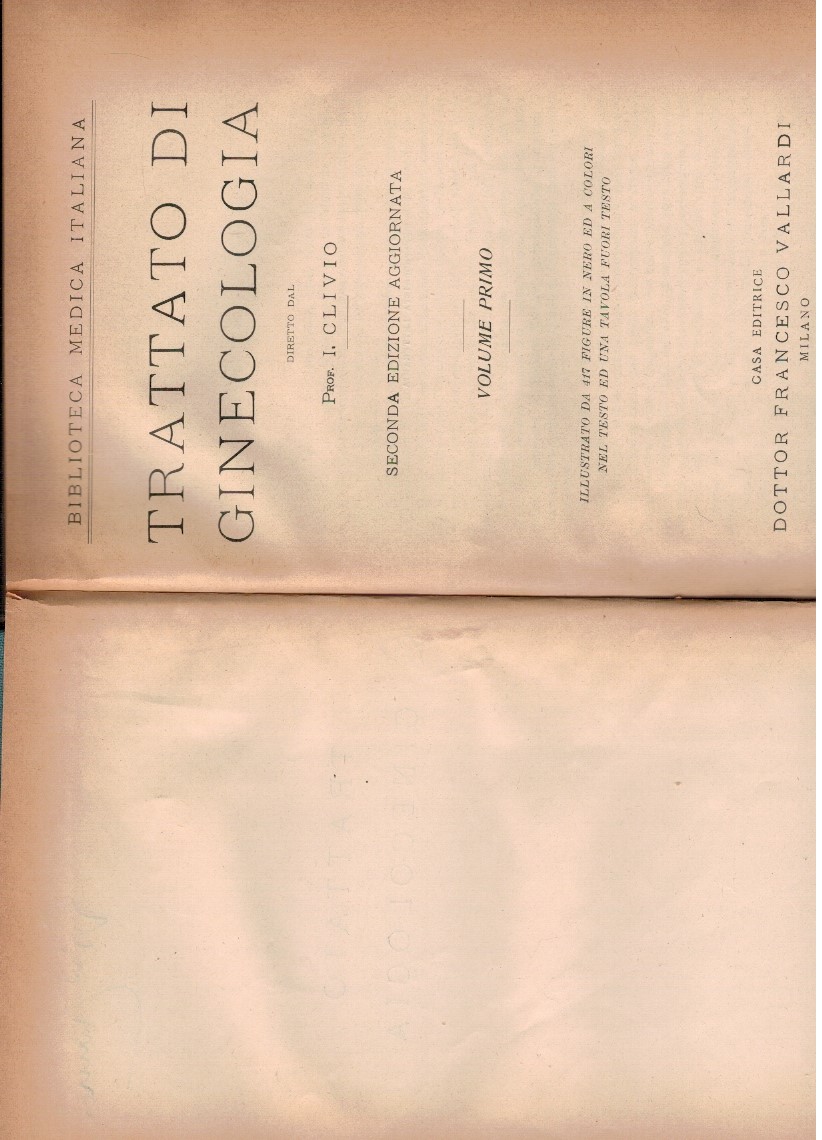 BIBLIOTECA MEDICA ITALIANA
TRATTATO DI
GINECOLOGIA
DIRETTO DAL
PROF. I. CLIVIO
SECONDA EDIZIONE AGGIORNATA
VOLUME PRIMO
ILLUSTRATO DA 417 FIGURE IN NERO ED A COLORI
NEL TESTO ED UNA TAVOLA FUORI TESTO
CASA EDITRICE
DOTTOR FRANCESCO VALLARDI
MILANO